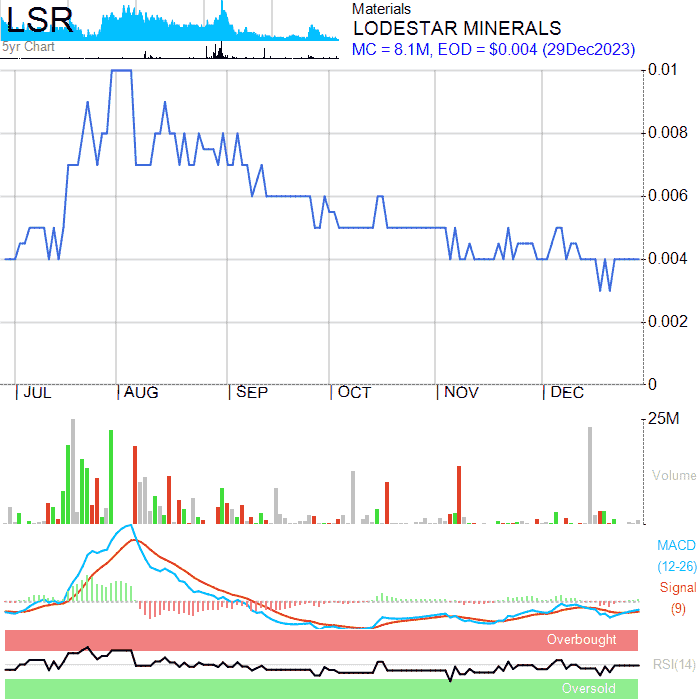 LSR
5yr Chart
Materials
LODESTAR MINERALS
MC = 8.1M, EOD = $0.004 (29Dec2023)
0.01
0.008
0.006
0.004
0.002
0
JUL
AUG
SEP
OCT
NOV
DEC
25M
Volume
MACD
(12-26)
Signal
(9)
Overbought
RSI(14)
Oversold